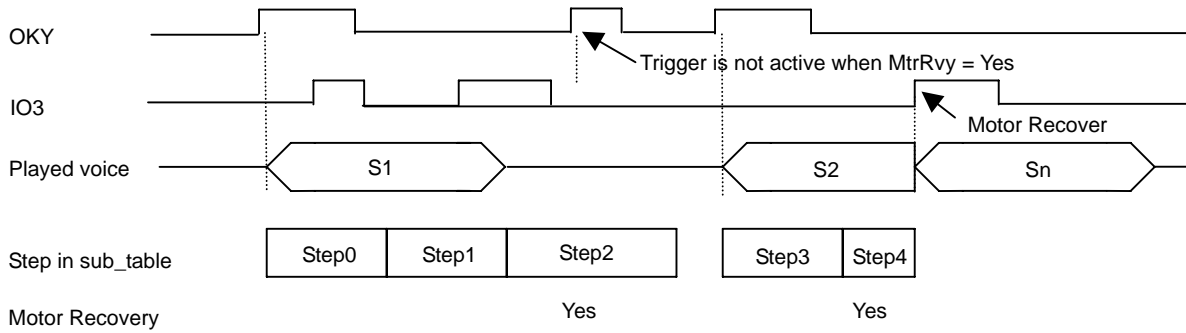 OKY
Trigger is not active when MtrRvy = Yes
IO3
Motor Recover
Played voice S1 S2 Sn
Step in sub_table Step0 Step1 Step2 Step3 Step4
Motor Recovery Yes Yes